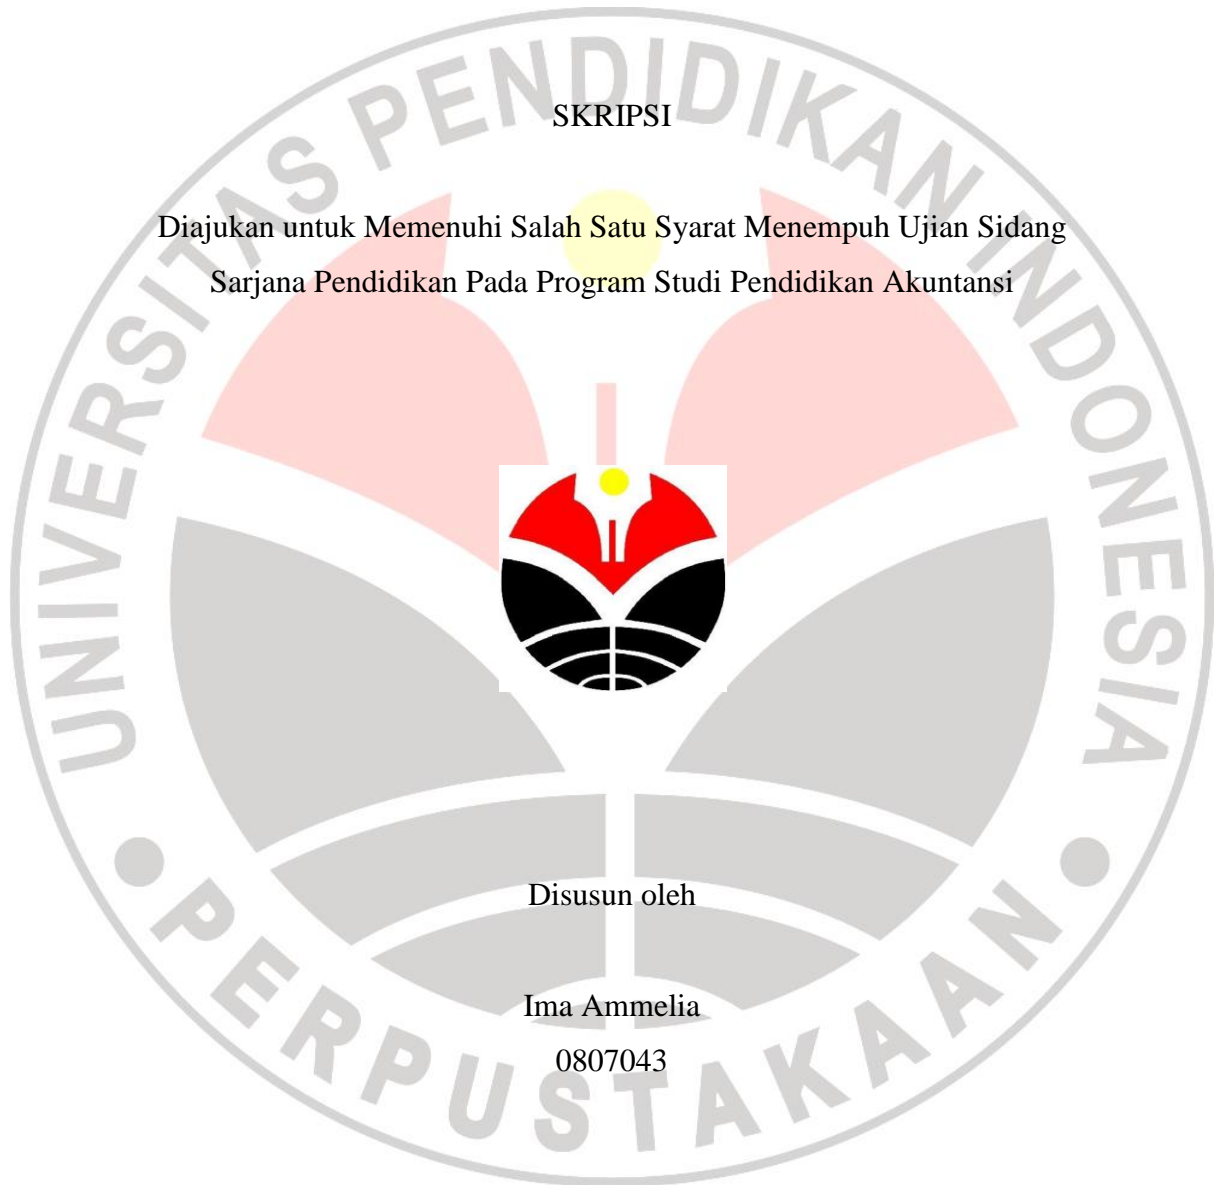 SKRIPSI
Diajukan untuk Memenuhi Salah Satu Syarat Menempuh Ujian Sidang
Sarjana Pendidikan Pada Program Studi Pendidikan Akuntansi
Disusun oleh
Ima Ammelia
0807043
UNIVERSITAS PENDIDIKAN INDONESIA
PERPUSTAKAAN